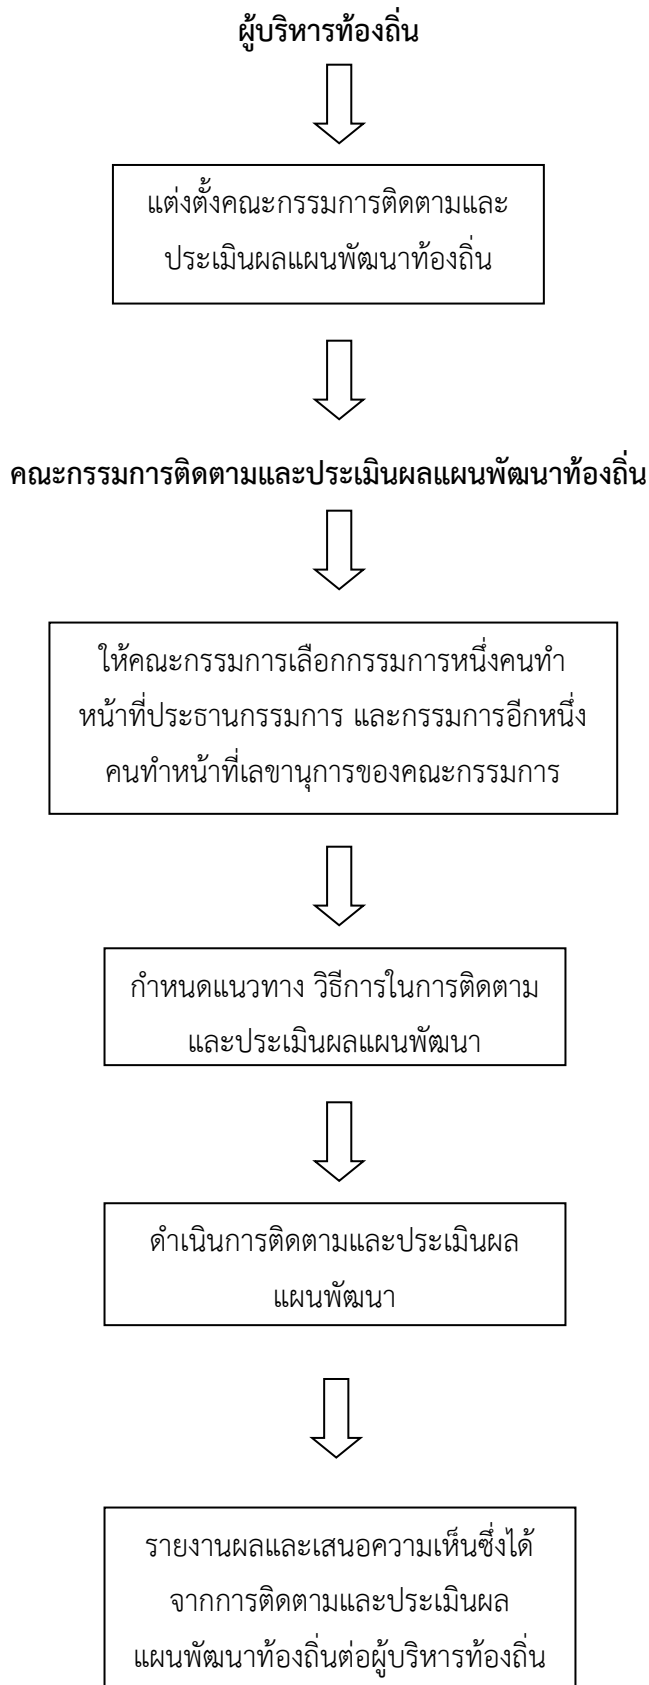 ผู้บริหารท้องถิ่น
แต่งตั้งคณะกรรมการติดตามและ
ประเมินผลแผนพัฒนาท้องถิ่น
คณะกรรมการติดตามและประเมินผลแผนพัฒนาท้องถิ่น
ให้คณะกรรมการเลือกกรรมการหนึ่งคนทำ
หน้าที่ประธานกรรมการ และกรรมการอีกหนึ่ง
คนทำหน้าที่เลขานุการของคณะกรรมการ
กำหนดแนวทาง วิธีการในการติดตาม
และประเมินผลแผนพัฒนา
ดำเนินการติดตามและประเมินผล
แผนพัฒนา
รายงานผลและเสนอความเห็นซึ่งได้
จากการติดตามและประเมินผล
แผนพัฒนาท้องถิ่นต่อผู้บริหารท้องถิ่น